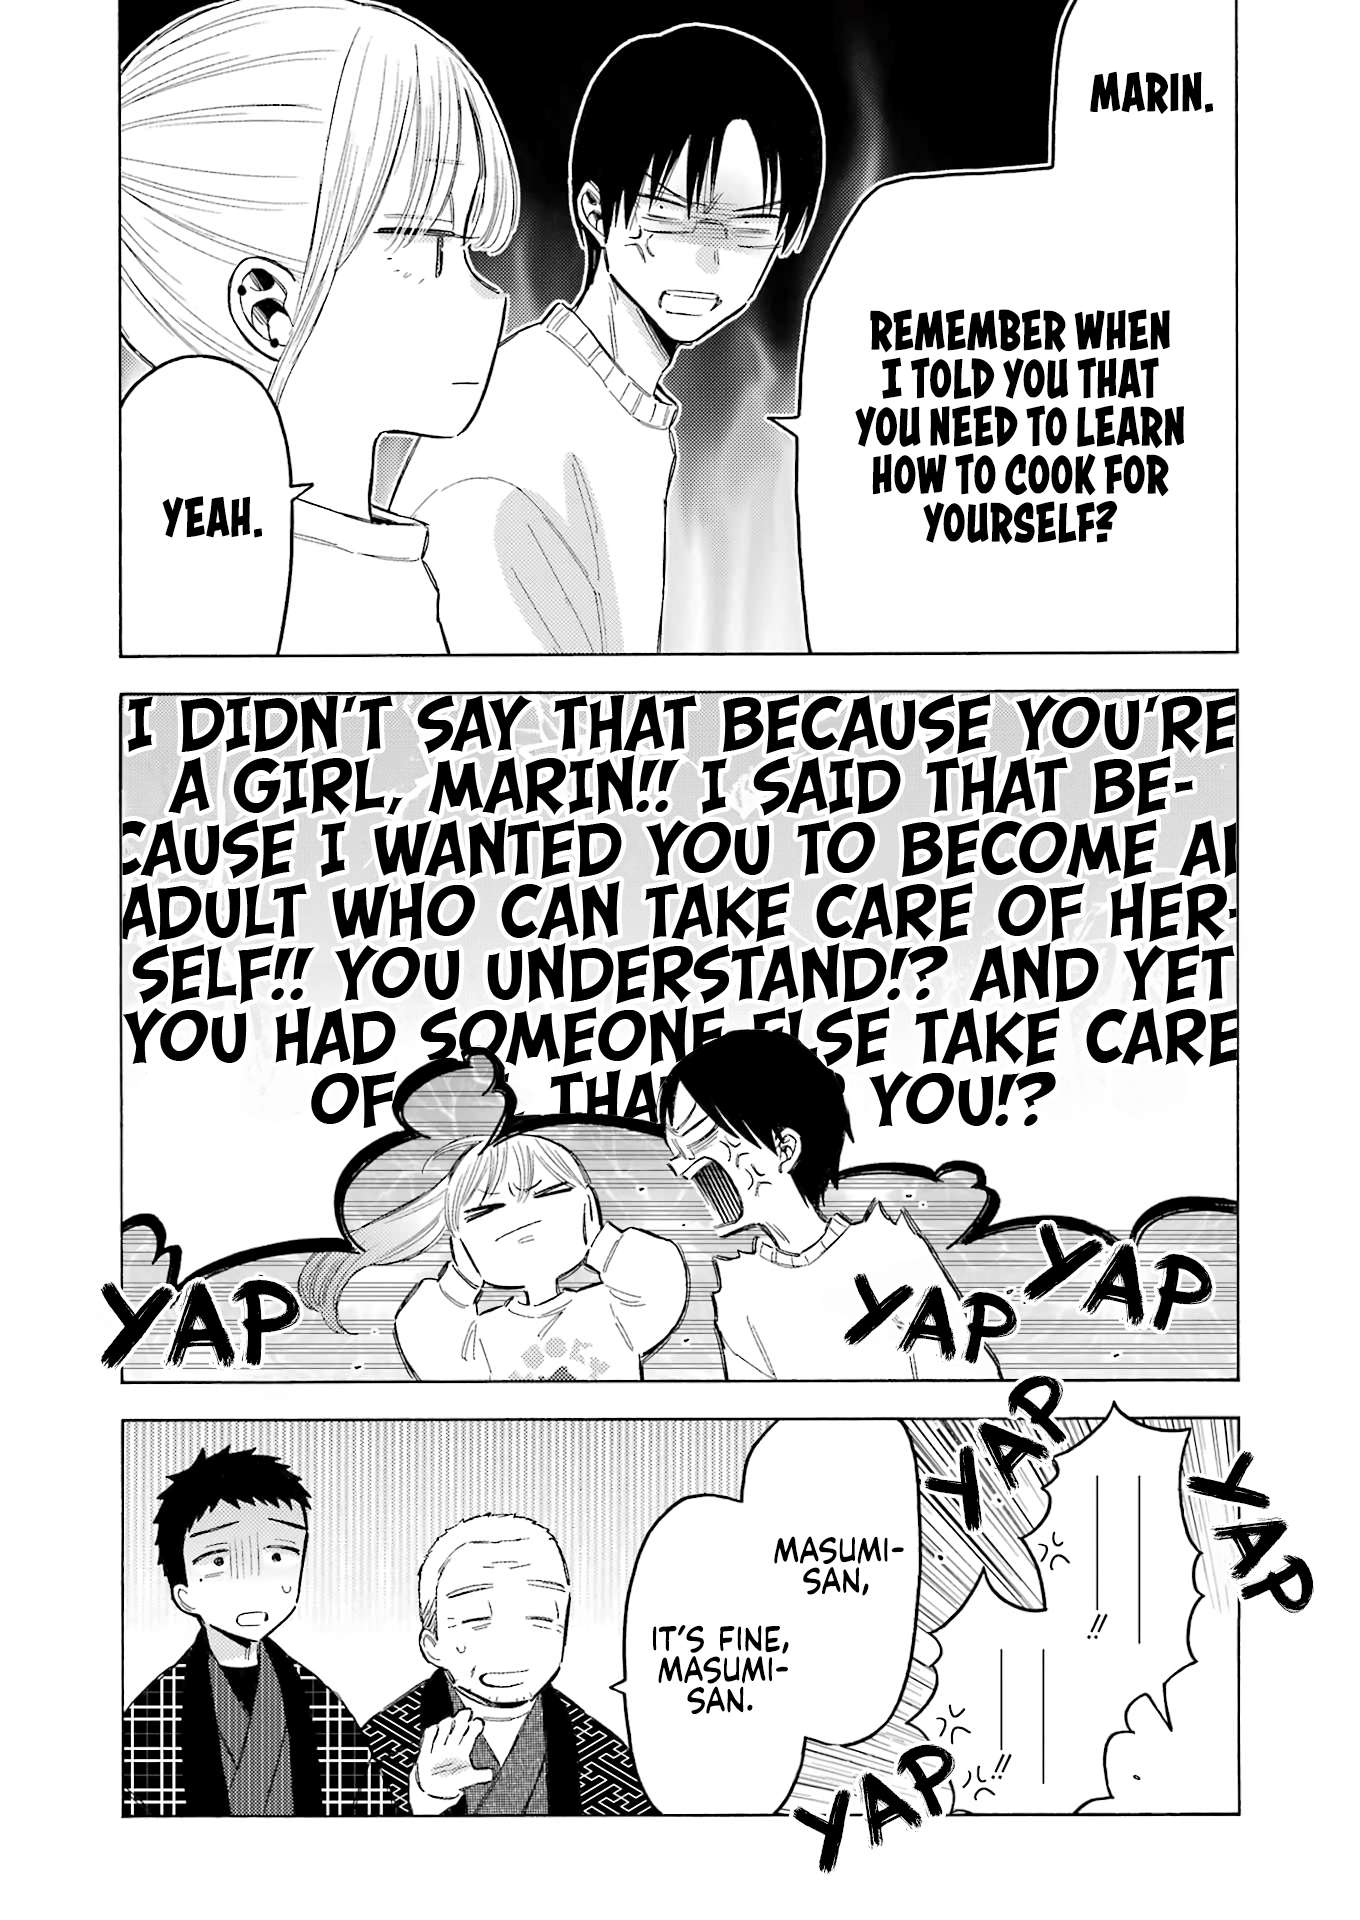 MARIN.
REMEMBER WHEN
I TOLD YOU THAT
YOU NEED TO LEARN
HOW TO COOK FOR
YOURSELF?
YEAH.
I DIDN'T SAY THAT BECAUSE YOU'RE
A GIRL, MARIN!! I SAID THAT BE-
CAUSE I WANTED YOU TO BECOME
ADULT WHO CAN TAKE CARE OF HER-
SELF!! YOU UNDERSTAND!? AND YET
YOU HAD SOMEONE ELSE TAKE CARE
OF YOU!?
YAP
YAP
YAP
YAP
YAP
YAP
MASUMI-
SAN,
IT'S FINE,
MASUMI-
SAN.
!!
!!
YAP